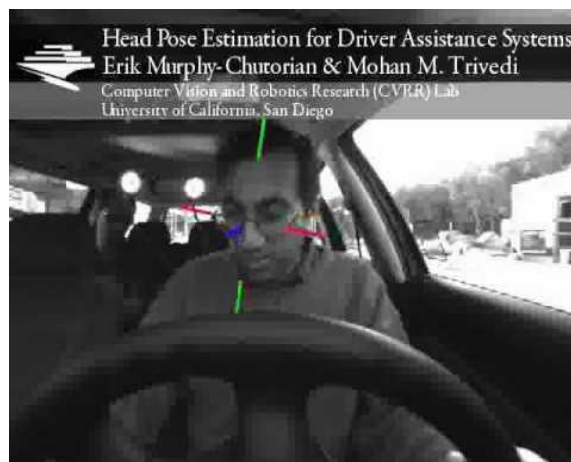 Head Pose Estimation for Driver Assistance Systems
Erik Murphy-Chutorian & Mohan M. Trivedi
Computer Vision and Robotics Research (CVRR) Lab
University of California, San Diego